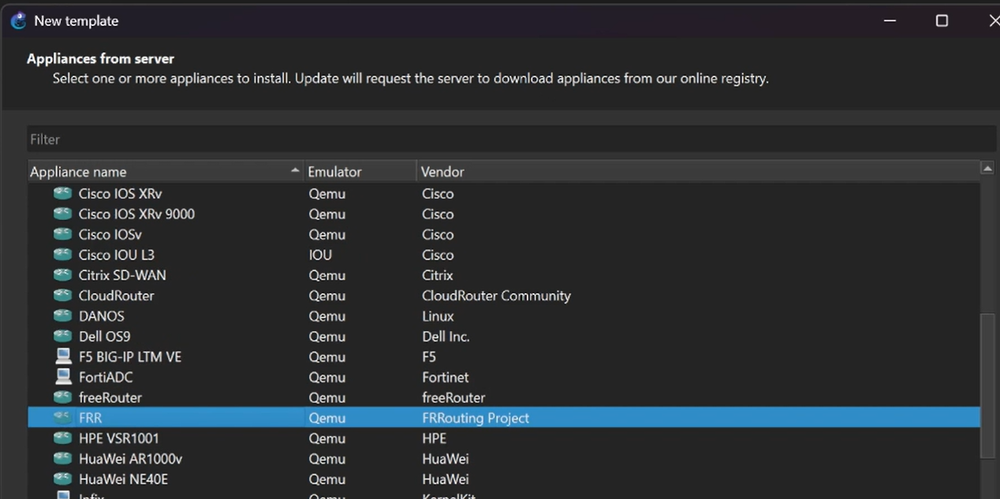 New template
Appliances from server
Select one or more appliances to install. Update will request the server to download appliances from our online registry.
Filter
Appliance name Emulator Vendor
Cisco IOS XRv Qemu Cisco
Cisco IOS XRv 9000 Qemu Cisco
Cisco IOSv Qemu Cisco
Cisco IOU L3 IOU Cisco
Citrix SD-WAN Qemu Citrix
CloudRouter Qemu CloudRouter Community
DANOS Qemu Linux
Dell OS9 Qemu Dell Inc.
F5 BIG-IP LTM VE Qemu F5
FortiADC Qemu Fortinet
freeRouter Qemu freeRouter
FRR Qemu FRRouting Project
HPE VSR1001 Qemu HPE
HuaWei AR1000v Qemu HuaWei
HuaWei NE40E Qemu HuaWei
Infix Qemu KernelKit